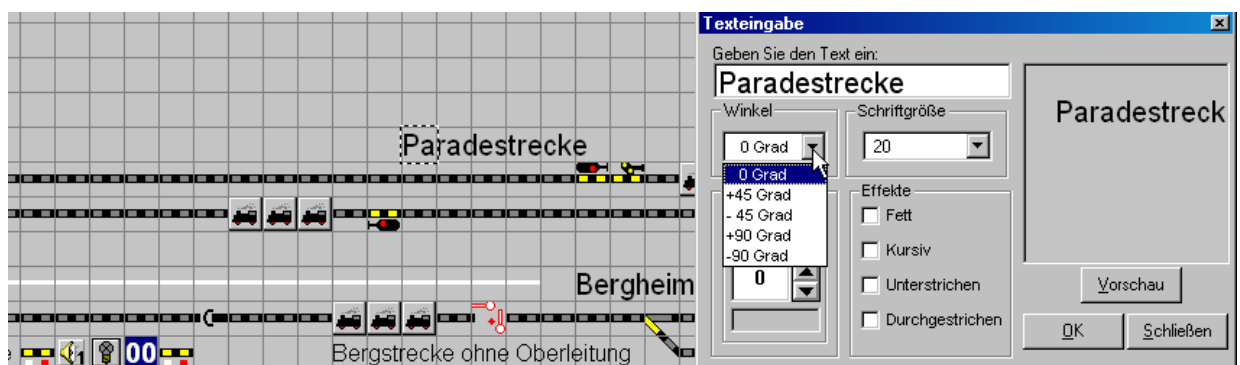 Paradestrecke
Bergheim
1
00
Bergstrecke ohne Oberleitung
Texteingabe
Geben Sie den Text ein:
Paradestrecke
Winkel
0 Grad
0 Grad
+45 Grad
- 45 Grad
+90 Grad
-90 Grad
0
Schriftgröße
20
Effekte
Fett
Kursiv
Unterstrichen
Durchgestrichen
Paradestreck
Vorschau
OK
Schließen